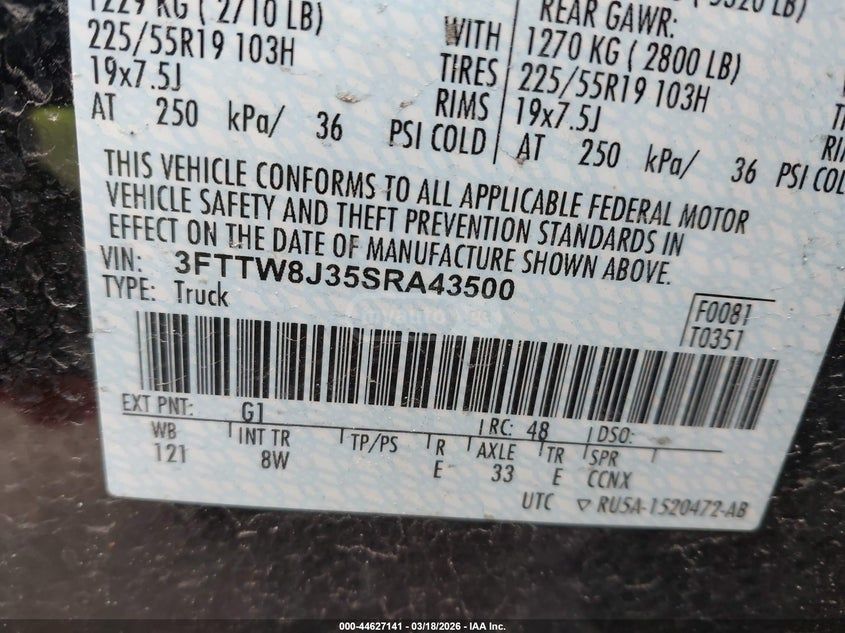 1229 KG ( 2710 LB)
225/55R19 103H
19x7.5J
AT 250 kPa/ 36 PSI COLD
WITH
TIRES
RIMS
REAR GAWR:
1270 KG ( 2800 LB)
225/55R19 103H
19x7.5J
AT 250 kPa/ 36 PSI COL
THIS VEHICLE CONFORMS TO ALL APPLICABLE FEDERAL MOTOR
VEHICLE SAFETY AND THEFT PREVENTION STANDARDS IN
EFFECT ON THE DATE OF MANUFACTURE SHOWN ABOVE.
VIN: 3FTTW8J35SRA43500
TYPE: Truck
F0081
T0351
EXT PNT: G1 RC: 48 DSO:
WB INT TR TP/PS R AXLE TR SPR
121 8W E 33 E CCNX
UTC ▽ RUSA-1520472-AB
000-44627141 - 03/18/2026 - IAA Inc.